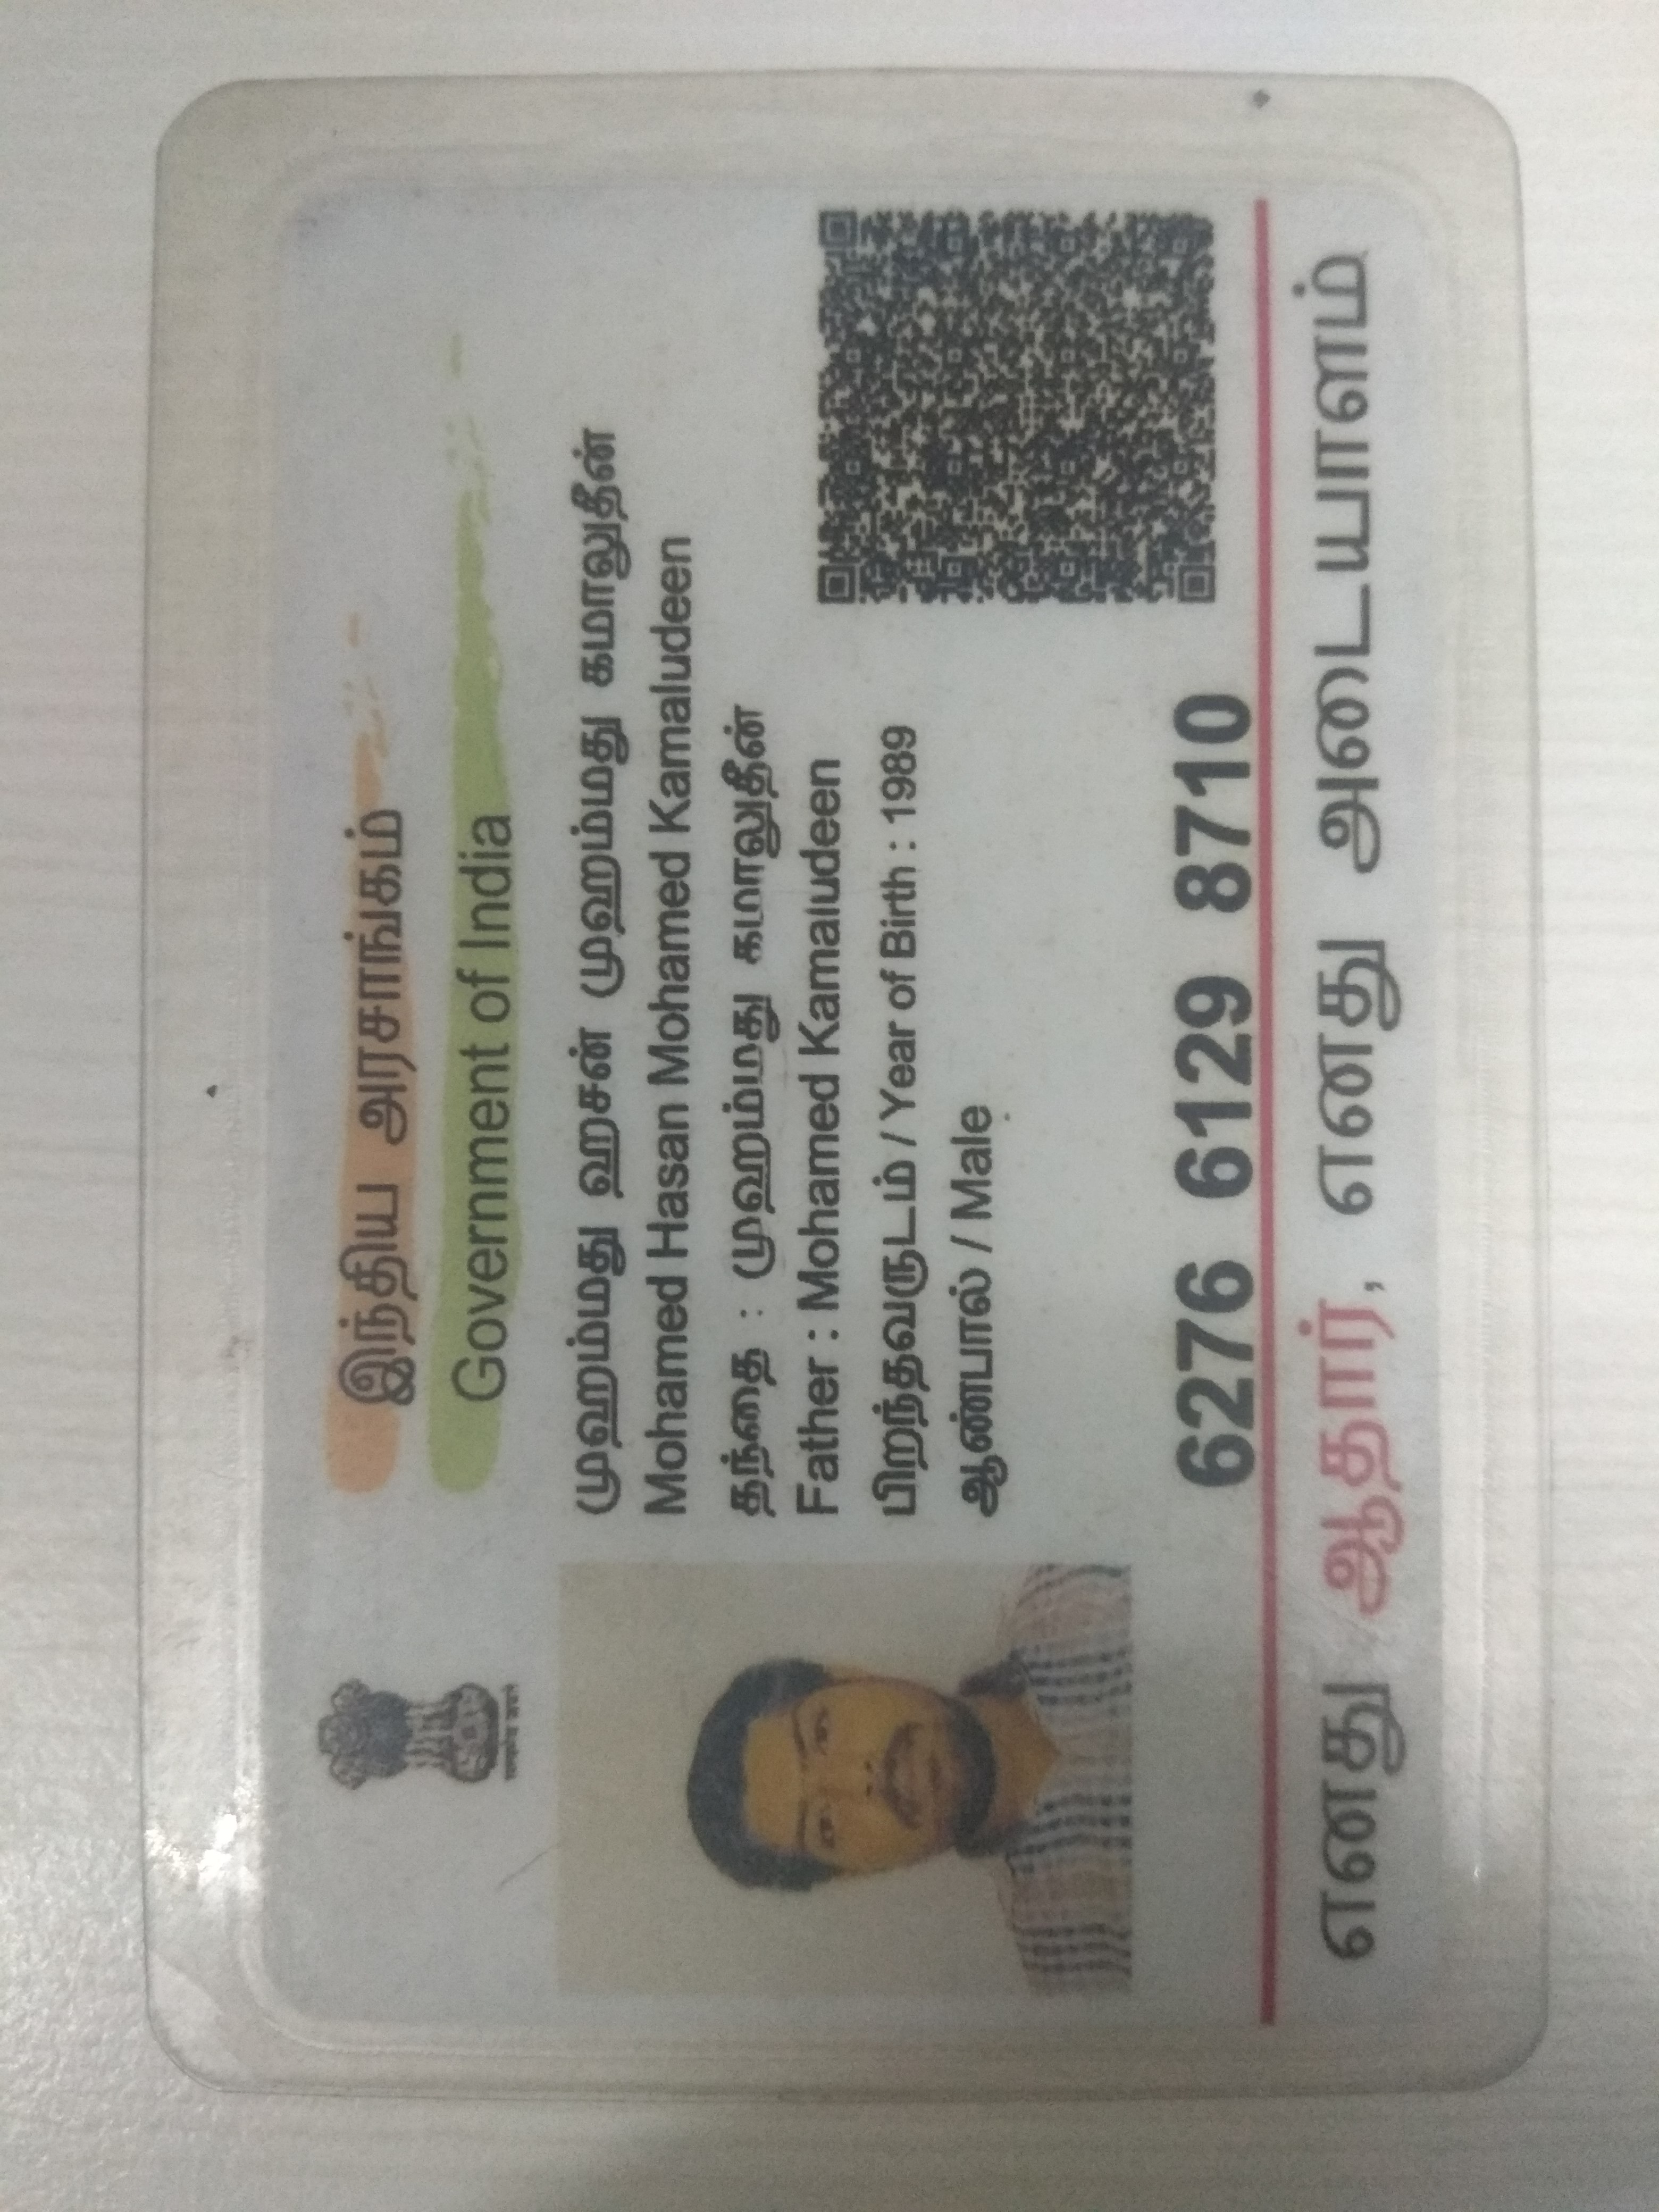 இந்திய அரசாங்கம்
Government of India
முஹம்மது ஹசன் முஹம்மது கமாலுதீன்
Mohamed Hasan Mohamed Kamaludeen
தந்தை : முஹம்மது கமாலுதீன்
Father : Mohamed Kamaludeen
பிறந்தவருடம் / Year of Birth : 1989
ஆண்பால் / Male
6276 6129 8710
எனது ஆதார், எனது அடையாளம்